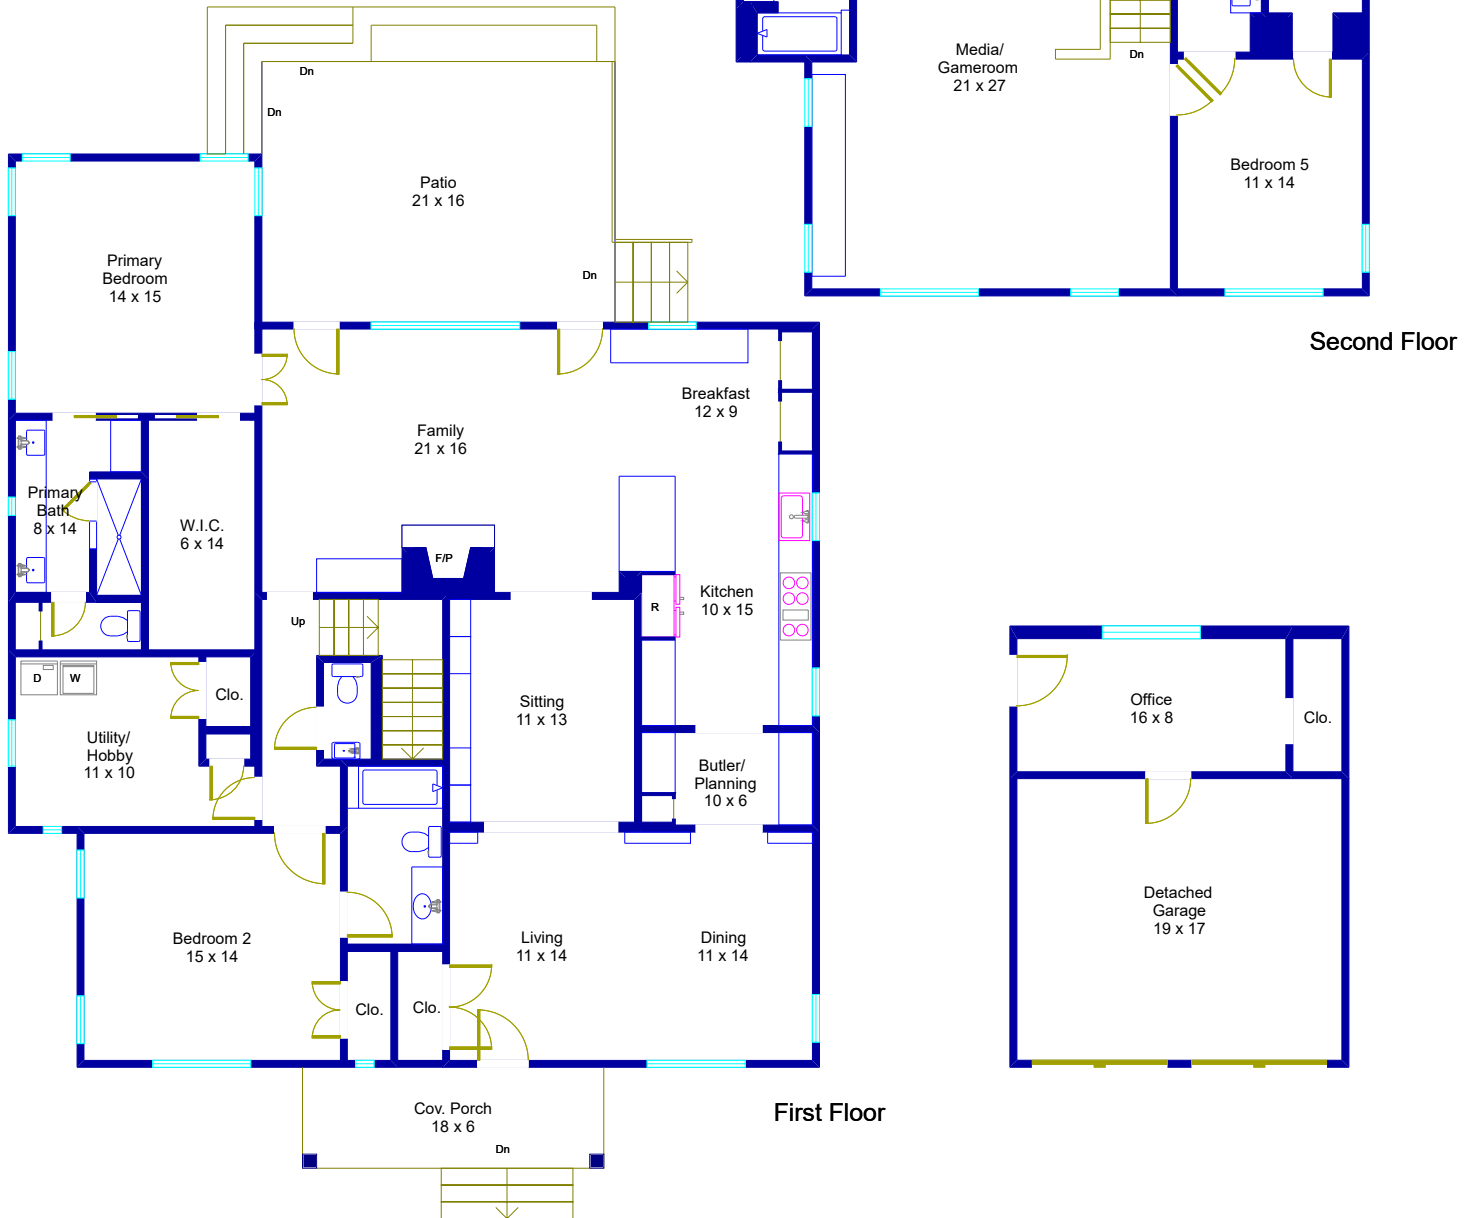 Media/
Gameroom
21 x 27
Dn
Bedroom 5
11 x 14
Second Floor
Dn
Dn
Patio
21 x 16
Dn
Primary
Bedroom
14 x 15
Breakfast
12 x 9
Family
21 x 16
Primary
Bath
8 x 14
W.I.C.
6 x 14
F/P
Kitchen
10 x 15
R
Up
D
W
Clo.
Sitting
11 x 13
Utility/
Hobby
11 x 10
Butler/
Planning
10 x 6
Bedroom 2
15 x 14
Living
11 x 14
Dining
11 x 14
Clo.
Clo.
Cov. Porch
18 x 6
Dn
First Floor
Office
16 x 8
Clo.
Detached
Garage
19 x 17